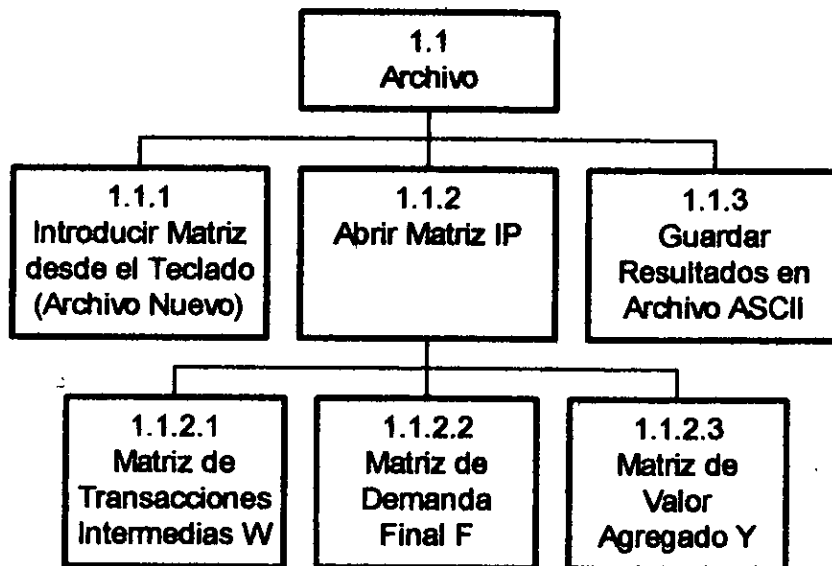 1.1
Archivo
1.1.1
Introducir Matriz
desde el Teclado
(Archivo Nuevo)
1.1.2
Abrir Matriz IP
1.1.3
Guardar
Resultados en
Archivo ASCII
1.1.2.1
Matriz de
Transacciones
Intermedias W
1.1.2.2
Matriz de
Demanda
Final F
1.1.2.3
Matriz de
Valor
Agregado Y